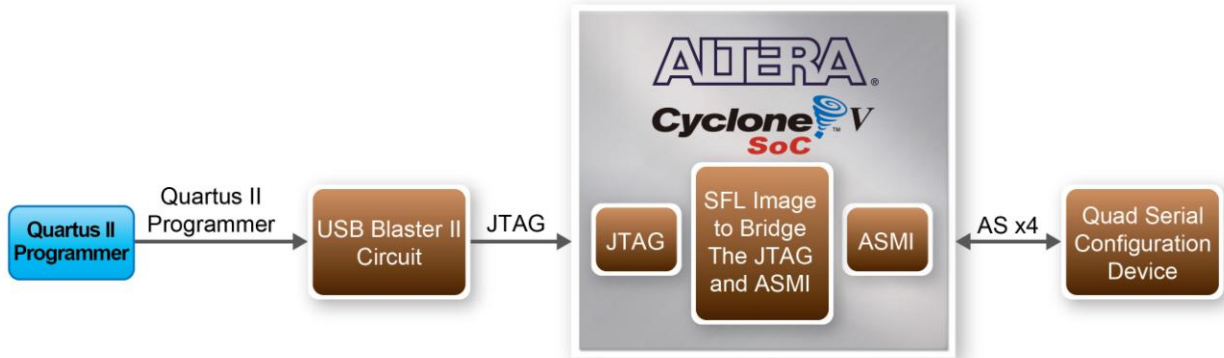 Quartus II
Programmer
Quartus II
Programmer
USB Blaster II
Circuit
JTAG
ALTERA®
Cyclone™ V
SoC
JTAG
SFL Image
to Bridge
The JTAG
and ASMI
ASMI
AS x4
Quad Serial
Configuration
Device